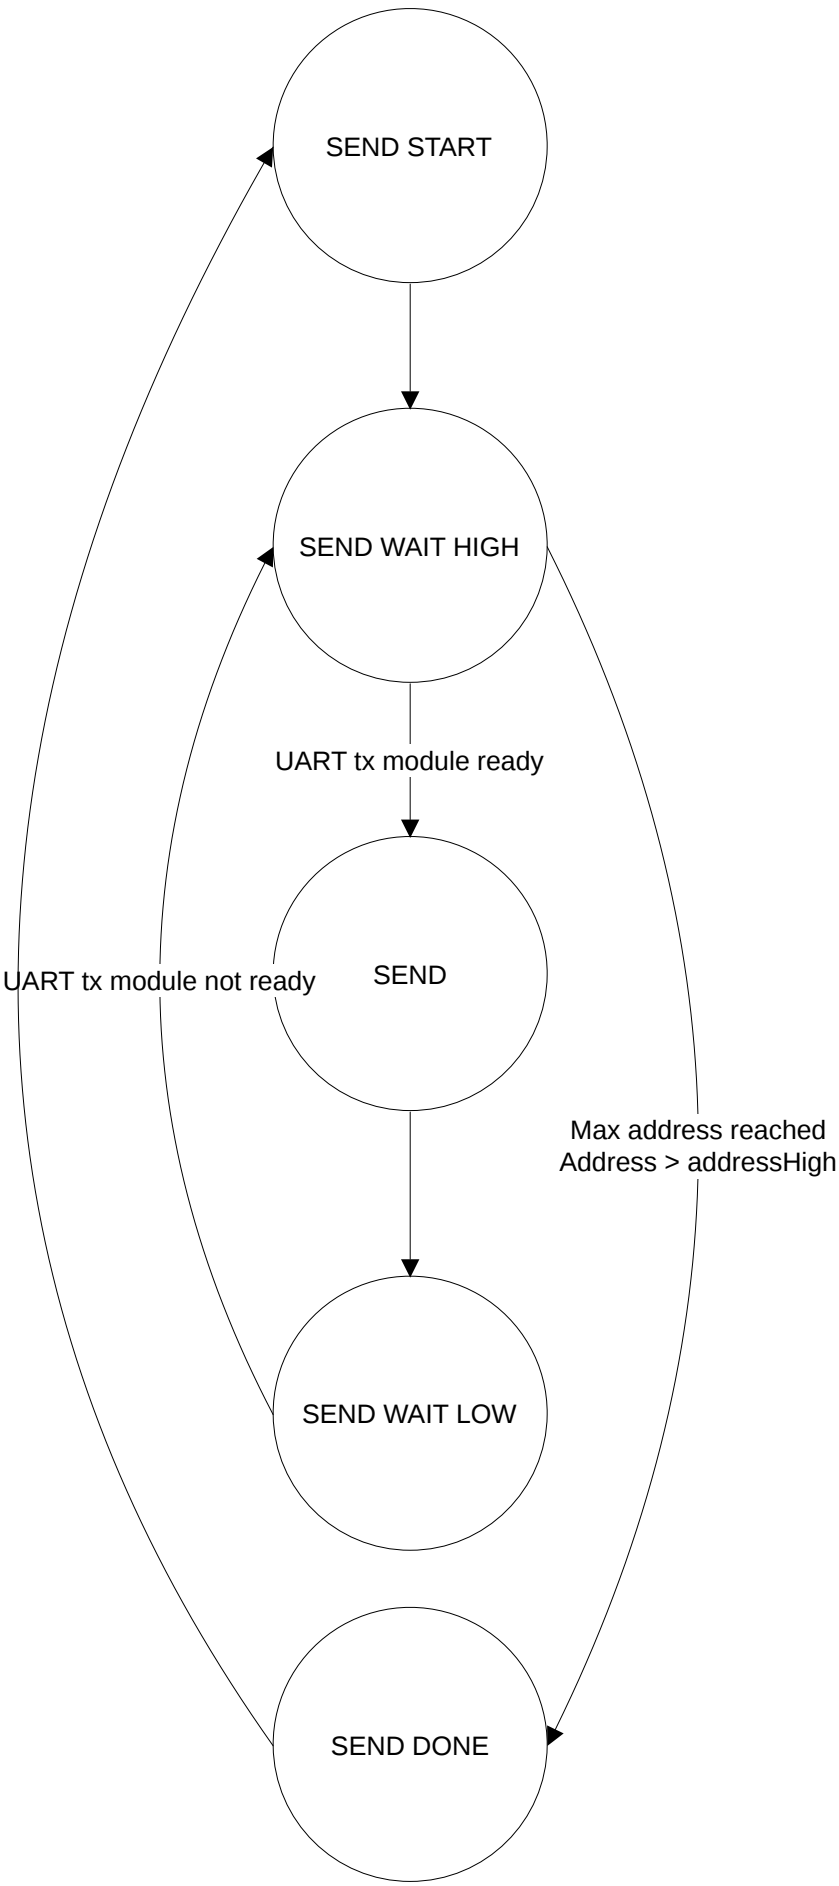 SEND START
SEND WAIT HIGH
UART tx module ready
UART tx module not ready
SEND
Max address reached
Address > addressHigh
SEND WAIT LOW
SEND DONE